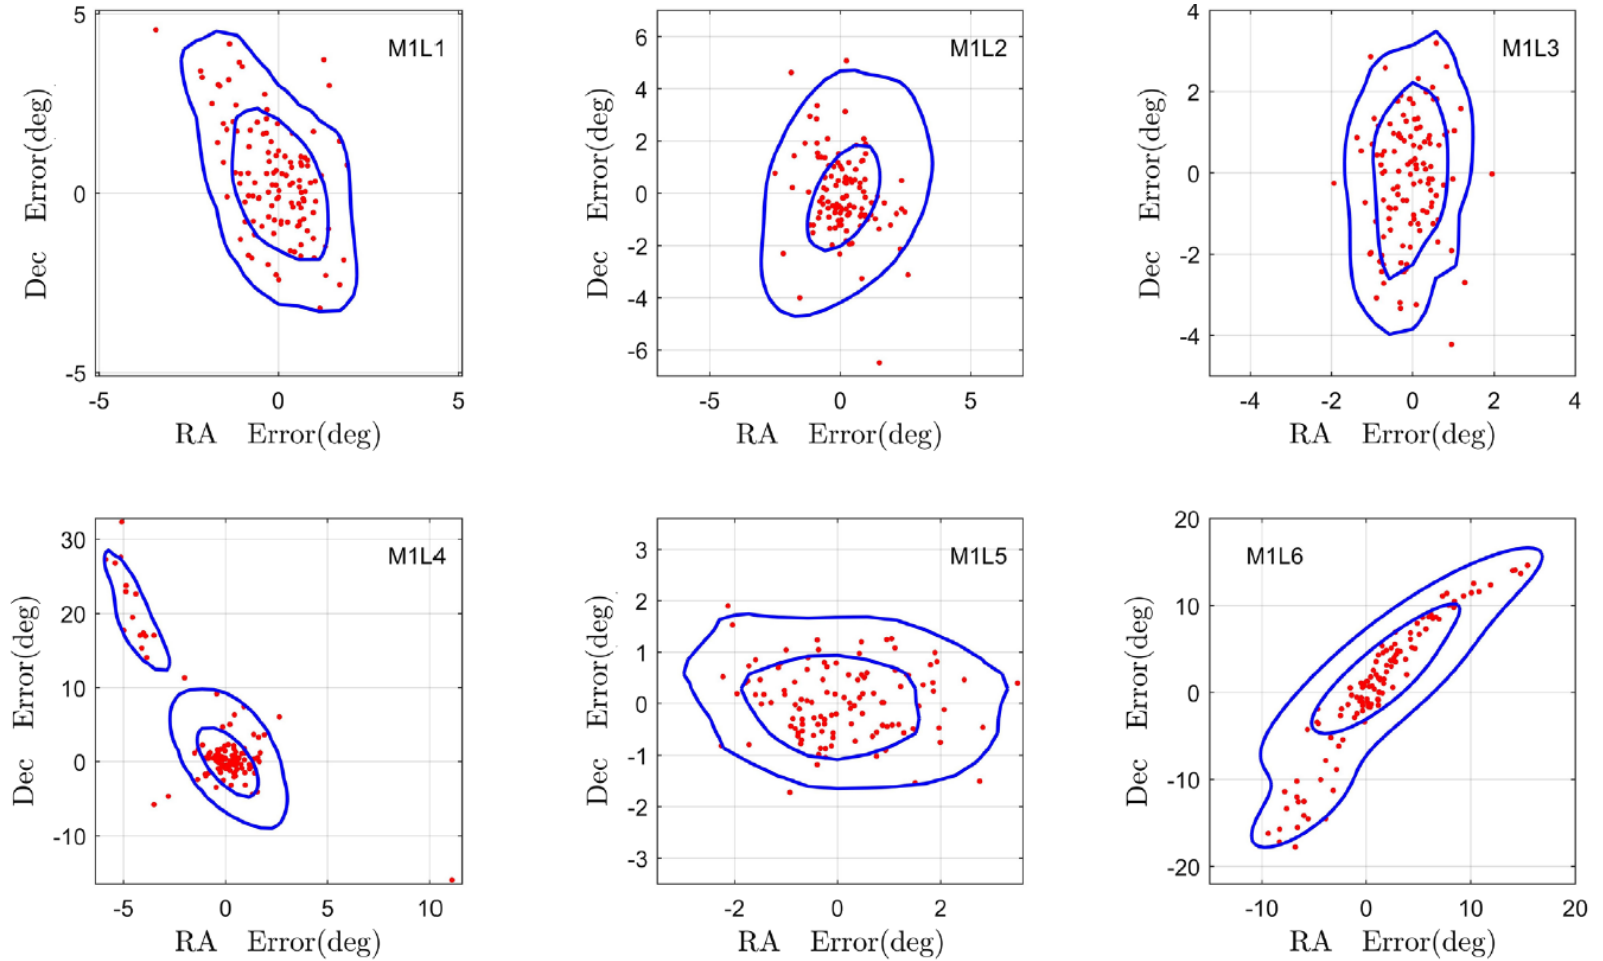 M1L1
5
0
-5
Dec Error(deg)
-5 0 5
RA Error(deg)
M1L2
6
4
2
0
-2
-4
-6
Dec Error(deg)
-5 0 5
RA Error(deg)
M1L3
4
2
0
-2
-4
Dec Error(deg)
-4 -2 0 2 4
RA Error(deg)
M1L4
30
20
10
0
-10
Dec Error(deg)
-5 0 5 10
RA Error(deg)
M1L5
3
2
1
0
-1
-2
-3
Dec Error(deg)
-2 0 2
RA Error(deg)
M1L6
20
10
0
-10
-20
Dec Error(deg)
-10 0 10 20
RA Error(deg)